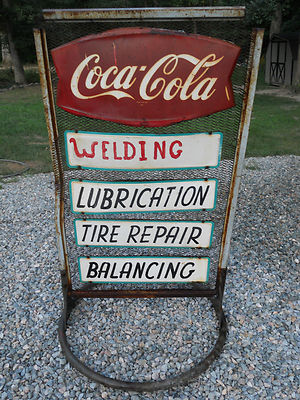 Coca-Cola
WELDING
LUBRICATION
TIRE REPAIR
BALANCING